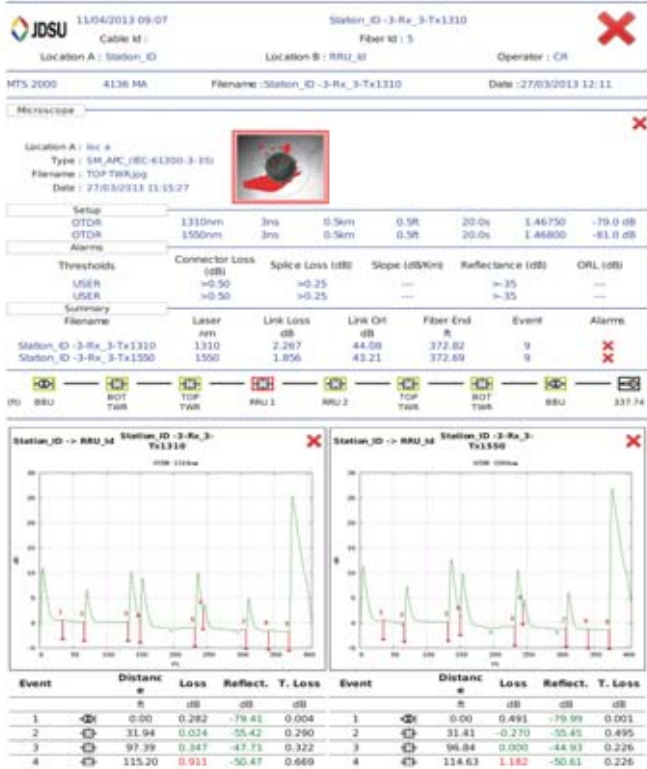 JDSU
11/04/2013 09:07
Station_ID -3-Rx_3-Tx1310
Cable Id :
Fiber Id : 5
Location A : Station_ID
Location B : RRU_Id
Operator : CR
MTS 2000
4136 MA
Filename :Station_ID -3-Rx_3-Tx1310
Date :27/03/2013 12:11
Microscope
Location A : loc a
Type : SM_APC_(IEC-61300-3-35)
Filename : TOP TWR.jpg
Date : 27/03/2013 11:15:27
Setup
OTDR 1310nm 3ns 0.5km 0.5ft 20.0s 1.46750 -79.0 dB
OTDR 1550nm 3ns 0.5km 0.5ft 20.0s 1.46800 -81.0 dB
Alarms
Thresholds Connector Loss (dB) Splice Loss (dB) Slope (dB/Km) Reflectance (dB) ORL (dB)
USER >0.50 >0.25 --- >-35 ---
USER >0.50 >0.25 --- >-35 ---
Summary
Filename Laser Link Loss Link Orl Fiber End Event Alarms
nm dB dB ft
Station_ID -3-Rx_3-Tx1310 1310 2.267 44.08 372.82 9
Station_ID -3-Rx_3-Tx1550 1550 1.856 43.21 372.69 9
(ft) BBU BOT TWR TOP TWR RRU 1 RRU 2 TOP TWR BOT TWR BBU 337.74
Station_ID -> RRU_Id Station_ID -3-Rx_3-Tx1310
Station_ID -> RRU_Id Station_ID -3-Rx_3-Tx1550
Event Distance Loss Reflect. T. Loss Event Distance Loss Reflect. T. Loss
ft dB dB dB ft dB dB dB
1 0.00 0.282 -79.41 0.004 1 0.00 0.491 -79.99 0.001
2 31.94 0.024 -55.42 0.290 2 31.41 -0.270 -55.45 0.495
3 97.39 0.347 -47.71 0.322 3 96.84 0.000 -44.93 0.226
4 115.20 0.911 -50.47 0.669 4 114.63 1.182 -50.61 0.226